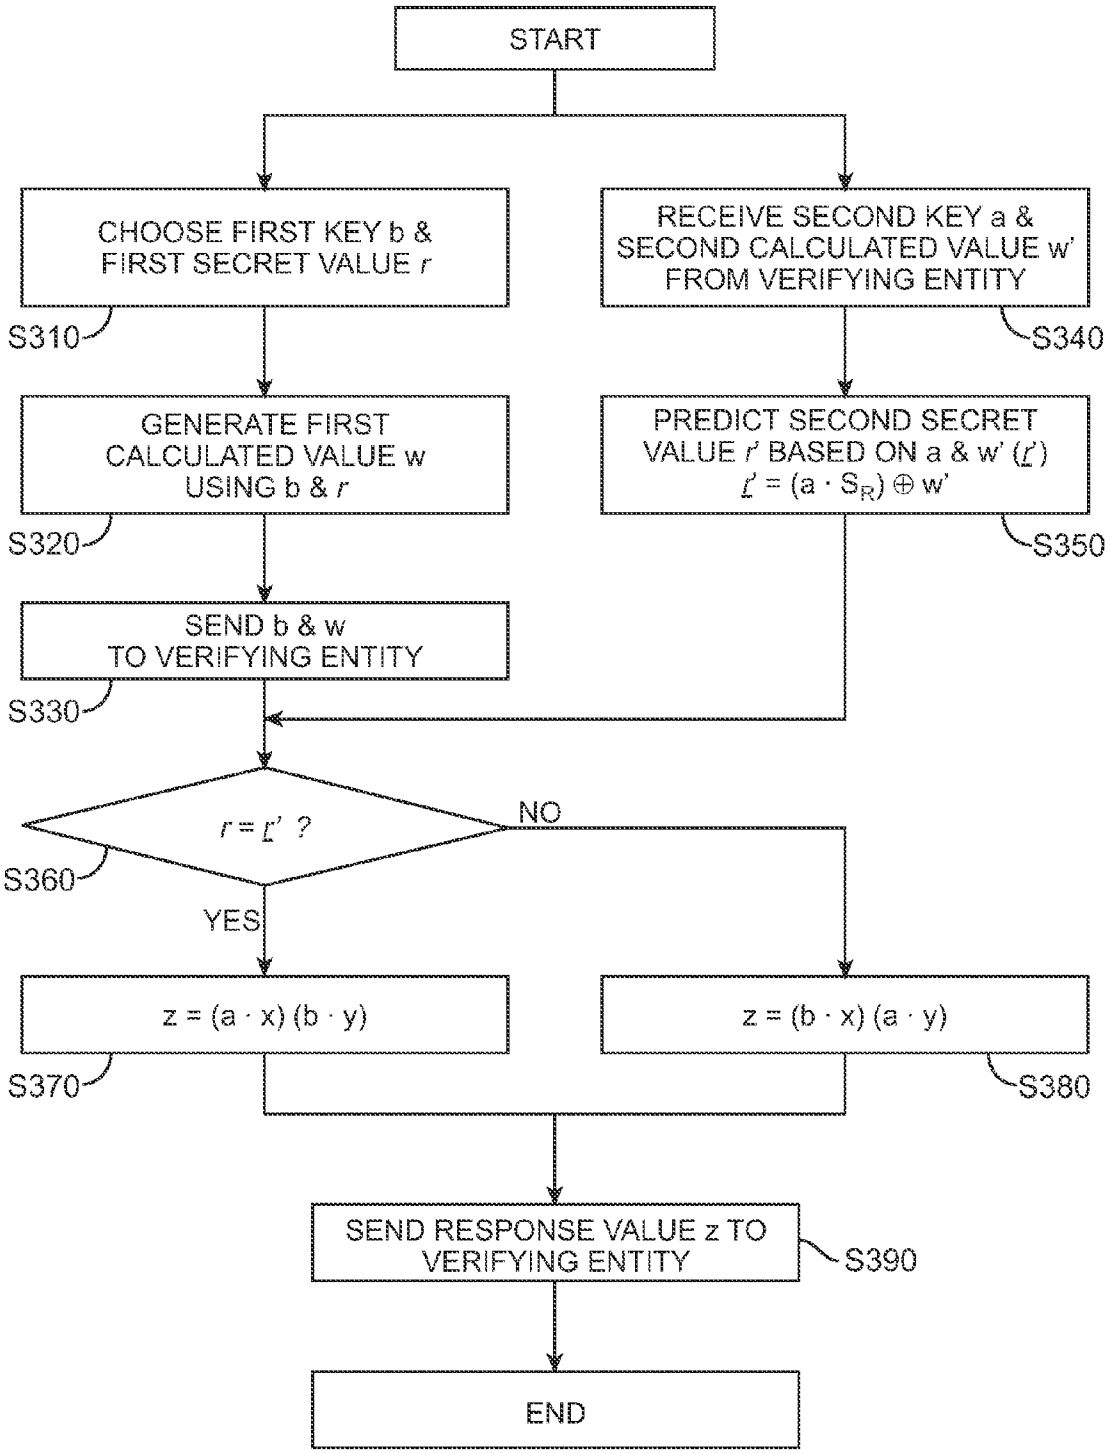 START
CHOOSE FIRST KEY b &
FIRST SECRET VALUE r
S310
RECEIVE SECOND KEY a &
SECOND CALCULATED VALUE w'
FROM VERIFYING ENTITY
S340
GENERATE FIRST
CALCULATED VALUE w
USING b & r
S320
PREDICT SECOND SECRET
VALUE r' BASED ON a & w' (r')
r' = (a · S_R) ⊕ w'
S350
SEND b & w
TO VERIFYING ENTITY
S330
r = r' ?
NO
S360
YES
z = (a · x) (b · y)
S370
z = (b · x) (a · y)
S380
SEND RESPONSE VALUE z TO
VERIFYING ENTITY
S390
END